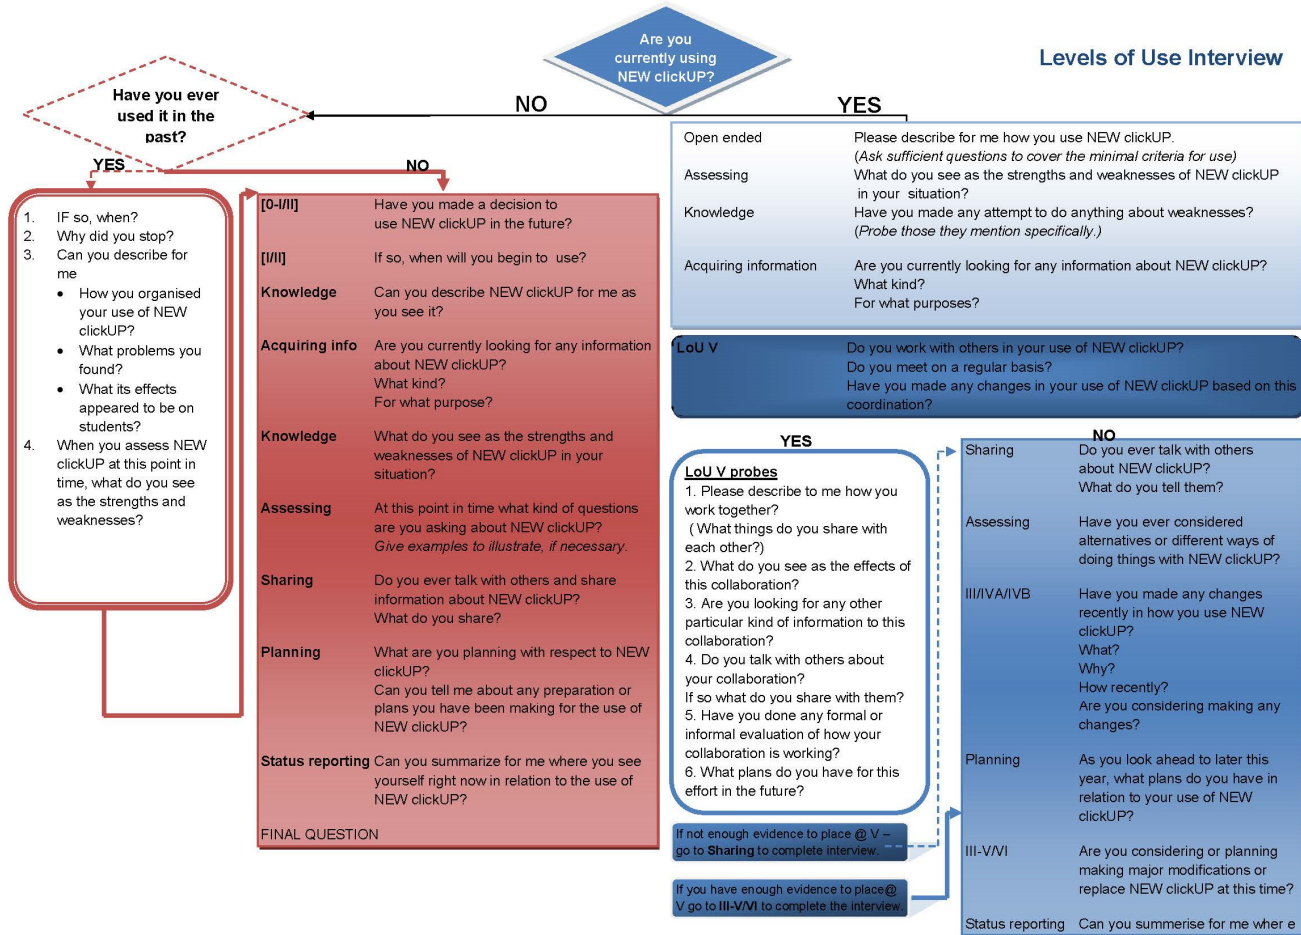 Are you
currently using
NEW clickUP?
Levels of Use Interview
NO
YES
Have you ever
used it in the
past?
YES
NO
1. IF so, when?
2. Why did you stop?
3. Can you describe for
me
• How you organised
your use of NEW
clickUP?
• What problems you
found?
• What its effects
appeared to be on
students?
4. When you assess NEW
clickUP at this point in
time, what do you see
as the strengths and
weaknesses?
[0-I/II] Have you made a decision to
use NEW clickUP in the future?
[I/II] If so, when will you begin to use?
Knowledge Can you describe NEW clickUP for me as
you see it?
Acquiring info Are you currently looking for any information
about NEW clickUP?
What kind?
For what purpose?
Knowledge What do you see as the strengths and
weaknesses of NEW clickUP in your
situation?
Assessing At this point in time what kind of questions
are you asking about NEW clickUP?
Give examples to illustrate, if necessary.
Sharing Do you ever talk with others and share
information about NEW clickUP?
What do you share?
Planning What are you planning with respect to NEW
clickUP?
Can you tell me about any preparation or
plans you have been making for the use of
NEW clickUP?
Status reporting Can you summarize for me where you see
yourself right now in relation to the use of
NEW clickUP?
FINAL QUESTION
Open ended Please describe for me how you use NEW clickUP.
(Ask sufficient questions to cover the minimal criteria for use)
Assessing What do you see as the strengths and weaknesses of NEW clickUP
in your situation?
Knowledge Have you made any attempt to do anything about weaknesses?
(Probe those they mention specifically.)
Acquiring information Are you currently looking for any information about NEW clickUP?
What kind?
For what purposes?
LoU V Do you work with others in your use of NEW clickUP?
Do you meet on a regular basis?
Have you made any changes in your use of NEW clickUP based on this
coordination?
YES
LoU V probes
1. Please describe to me how you
work together?
( What things do you share with
each other?)
2. What do you see as the effects of
this collaboration?
3. Are you looking for any other
particular kind of information to this
collaboration?
4. Do you talk with others about
your collaboration?
If so what do you share with them?
5. Have you done any formal or
informal evaluation of how your
collaboration is working?
6. What plans do you have for this
effort in the future?
If not enough evidence to place @ V –
go to Sharing to complete interview.
If you have enough evidence to place@
V go to III-V/VI to complete the interview.
NO
Sharing Do you ever talk with others
about NEW clickUP?
What do you tell them?
Assessing Have you ever considered
alternatives or different ways of
doing things with NEW clickUP?
III/IVA/IVB Have you made any changes
recently in how you use NEW
clickUP?
What?
Why?
How recently?
Are you considering making any
changes?
Planning As you look ahead to later this
year, what plans do you have in
relation to your use of NEW
clickUP?
III-V/VI Are you considering or planning
making major modifications or
replace NEW clickUP at this time?
Status reporting Can you summerise for me wher e